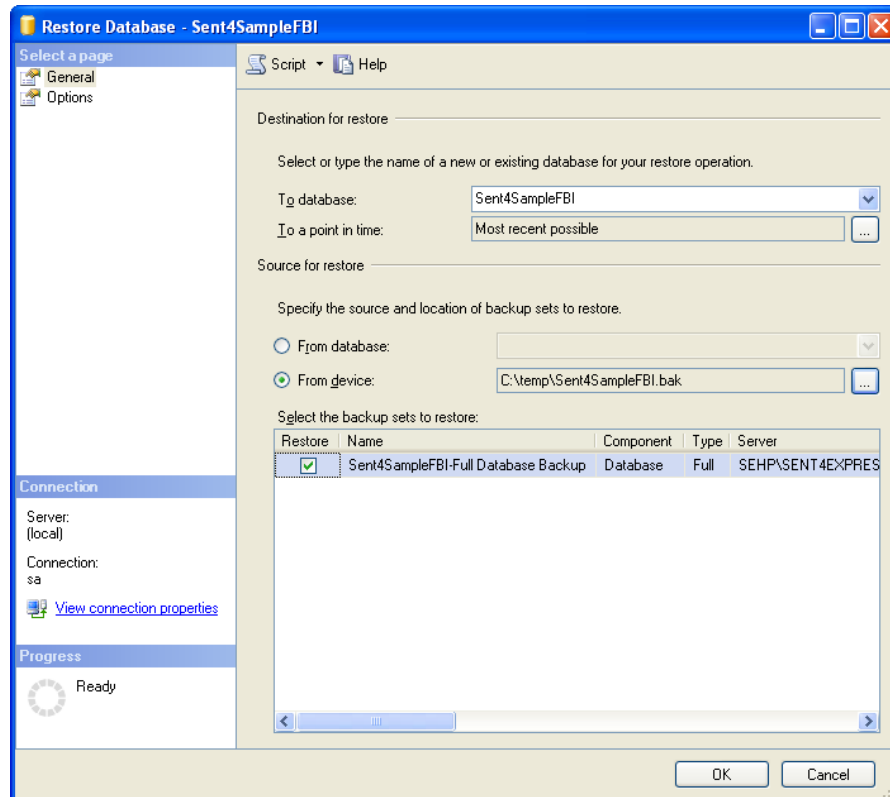 Restore Database - Sent4SampleFBI
Select a page
General
Options
Script
Help
Destination for restore
Select or type the name of a new or existing database for your restore operation.
To database:
Sent4SampleFBI
To a point in time:
Most recent possible
...
Source for restore
Specify the source and location of backup sets to restore.
From database:
From device:
C:\temp\Sent4SampleFBI.bak
...
Select the backup sets to restore:
Restore Name Component Type Server
Sent4SampleFBI-Full Database Backup Database Full SEHP\SENT4EXPRES
Connection
Server:
(local)
Connection:
sa
View connection properties
Progress
Ready
OK Cancel